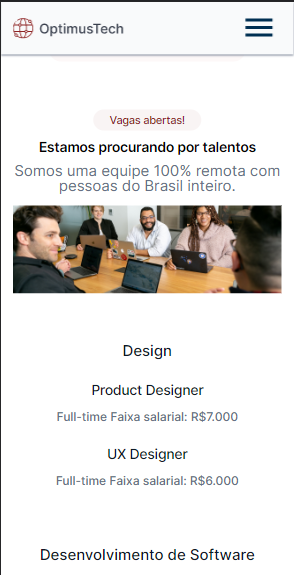 OptimusTech
Vagas abertas!
Estamos procurando por talentos
Somos uma equipe 100% remota com
pessoas do Brasil inteiro.
Design
Product Designer
Full-time Faixa salarial: R$7.000
UX Designer
Full-time Faixa salarial: R$6.000
Desenvolvimento de Software